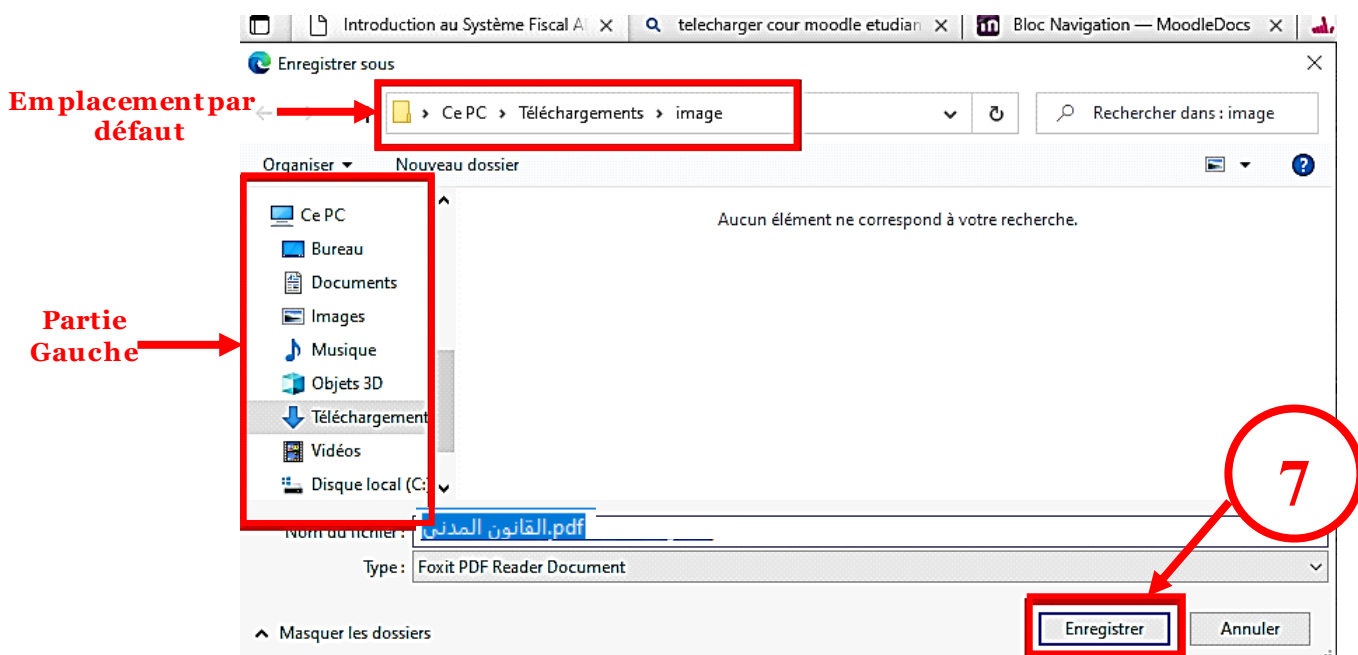 Introduction au Système Fiscal A
telecharger cour moodle etudian
Bloc Navigation — MoodleDocs
Enregistrer sous
Emplacement par
défaut
Ce PC > Téléchargements > image
Rechercher dans : image
Organiser
Nouveau dossier
Ce PC
Aucun élément ne correspond à votre recherche.
Bureau
Documents
Images
Partie
Gauche
Musique
Objets 3D
Téléchargement
Vidéos
Disque local (C:)
7
Nom du fichier : القانون المدني.pdf
Type : Foxit PDF Reader Document
Masquer les dossiers
Enregistrer
Annuler